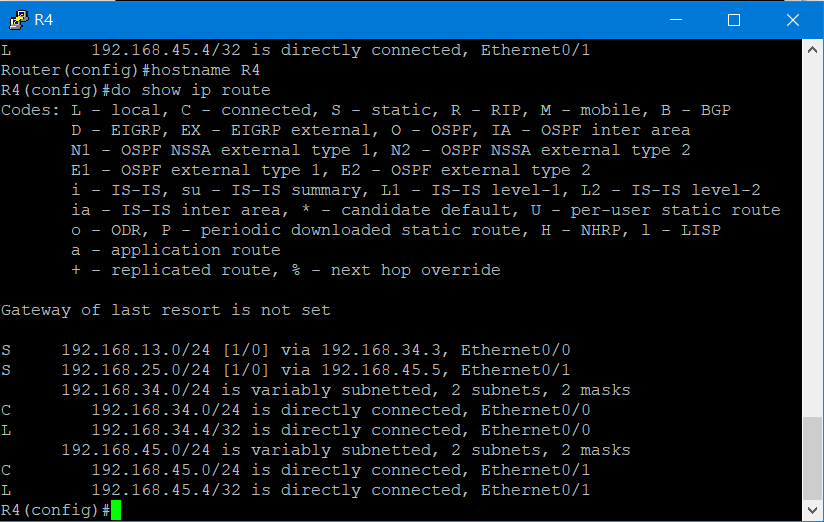 R4
L        192.168.45.4/32 is directly connected, Ethernet0/1
Router(config)#hostname R4
R4(config)#do show ip route
Codes: L - local, C - connected, S - static, R - RIP, M - mobile, B - BGP
       D - EIGRP, EX - EIGRP external, O - OSPF, IA - OSPF inter area
       N1 - OSPF NSSA external type 1, N2 - OSPF NSSA external type 2
       E1 - OSPF external type 1, E2 - OSPF external type 2
       i - IS-IS, su - IS-IS summary, L1 - IS-IS level-1, L2 - IS-IS level-2
       ia - IS-IS inter area, * - candidate default, U - per-user static route
       o - ODR, P - periodic downloaded static route, H - NHRP, l - LISP
       a - application route
       + - replicated route, % - next hop override

Gateway of last resort is not set

S     192.168.13.0/24 [1/0] via 192.168.34.3, Ethernet0/0
S     192.168.25.0/24 [1/0] via 192.168.45.5, Ethernet0/1
      192.168.34.0/24 is variably subnetted, 2 subnets, 2 masks
C        192.168.34.0/24 is directly connected, Ethernet0/0
L        192.168.34.4/32 is directly connected, Ethernet0/0
      192.168.45.0/24 is variably subnetted, 2 subnets, 2 masks
C        192.168.45.0/24 is directly connected, Ethernet0/1
L        192.168.45.4/32 is directly connected, Ethernet0/1
R4(config)#